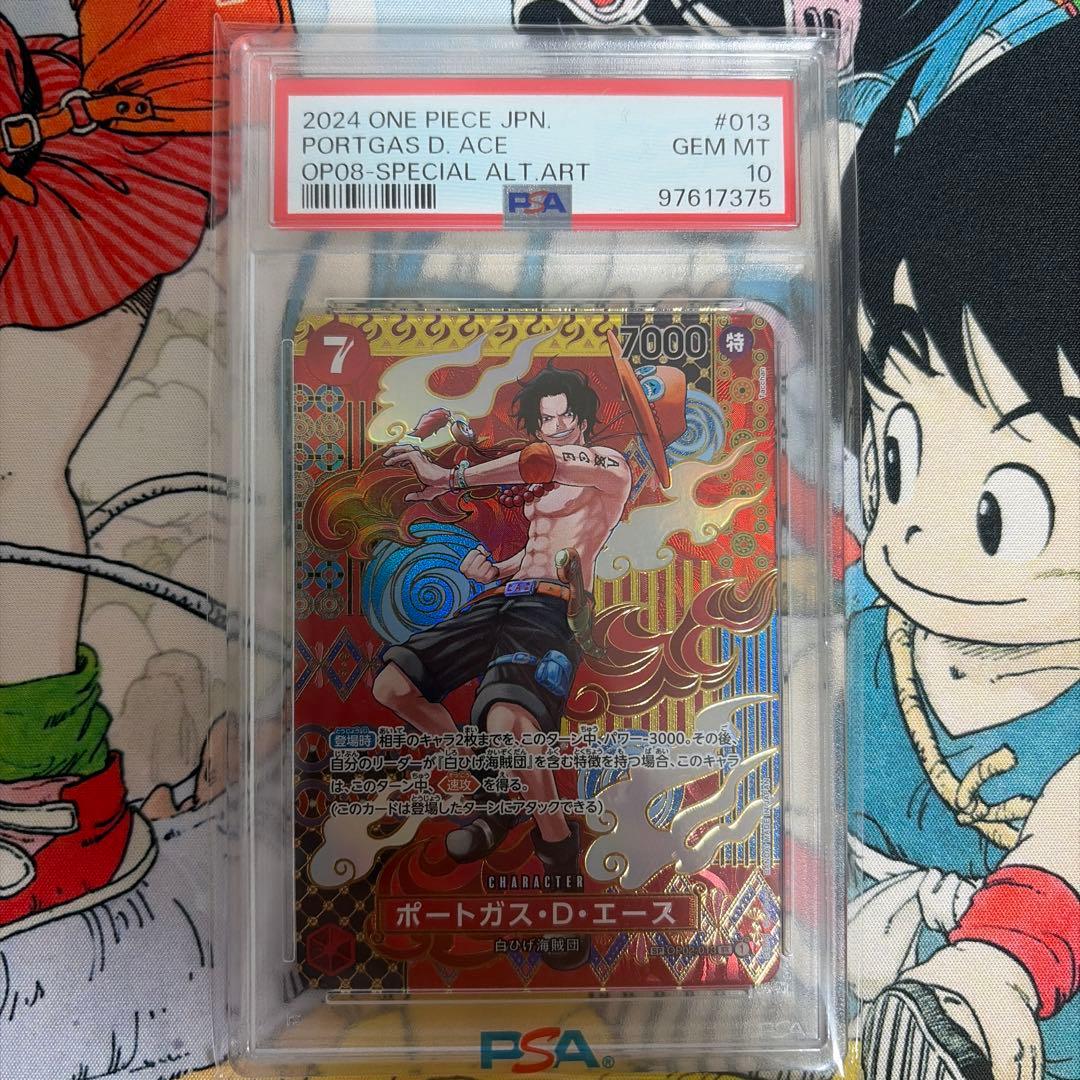 2024 ONE PIECE JPN. #013
PORTGAS D. ACE GEM MT
OP08-SPECIAL ALT.ART 10
PSA 97617375
7 7000 特
Tacchan
A S C E
登場時 相手のキャラ2枚までを、このターン中、パワー-3000。その後、
自分のリーダーが『白ひげ海賊団』を含む特徴を持つ場合、このキャラ
は、このターン中、速攻 を得る。
(このカードは登場したターンにアタックできる)
CHARACTER
ポートガス・D・エース
白ひげ海賊団
SP 1
PSA®